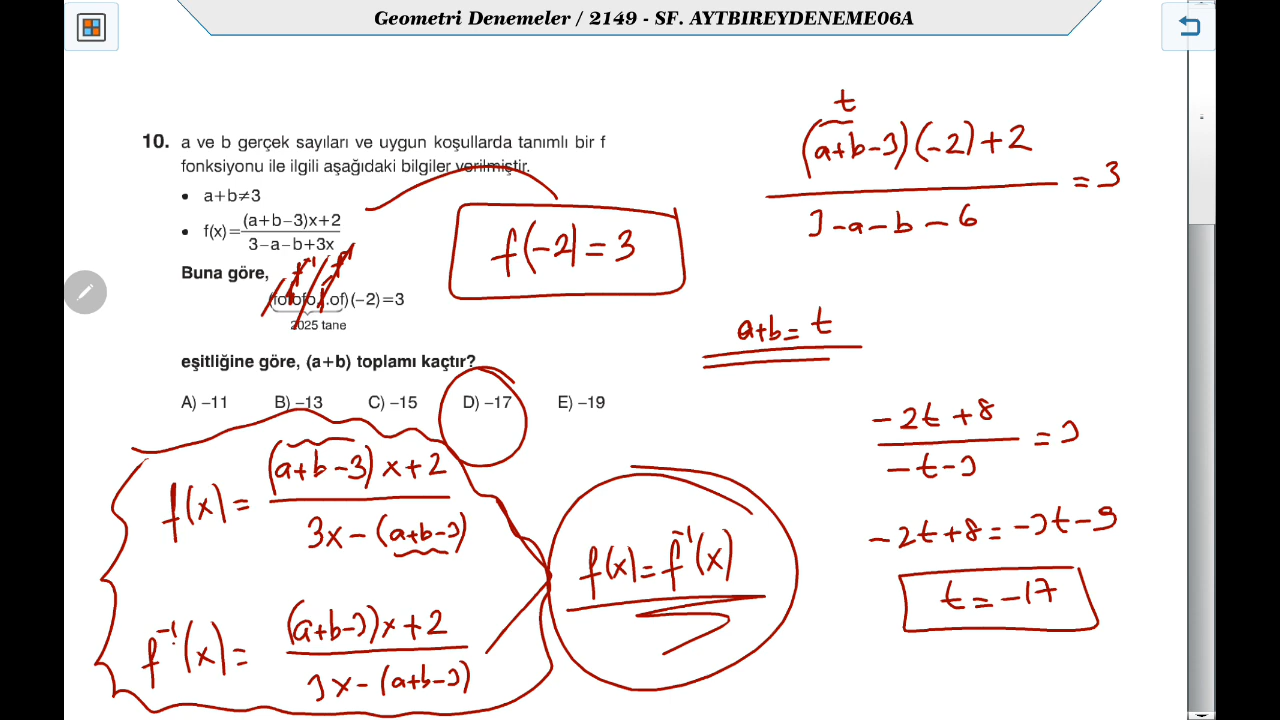 Geometri Denemeler / 2149 - SF. AYTBIREYDENEME06A
10. a ve b gerçek sayıları ve uygun koşullarda tanımlı bir f
fonksiyonu ile ilgili aşağıdaki bilgiler verilmiştir.
• a+b≠3
• f(x)=(a+b−3)x+2 / 3−a−b+3x
Buna göre,
(fofofo...of)(−2)=3
2025 tane
eşitliğine göre, (a+b) toplamı kaçtır?
A) −11 B) −13 C) −15 D) −17 E) −19
f(x) = (a+b−3)x+2 / 3x−(a+b−3)
f⁻¹(x) = (a+b−3)x+2 / 3x−(a+b−3)
f(−2) = 3
f(x) = f⁻¹(x)
t
(a+b−3)(−2)+2 / 3−a−b−6 = 3
a+b = t
−2t+8 / −t−3 = 3
−2t+8 = −3t−9
t = −17